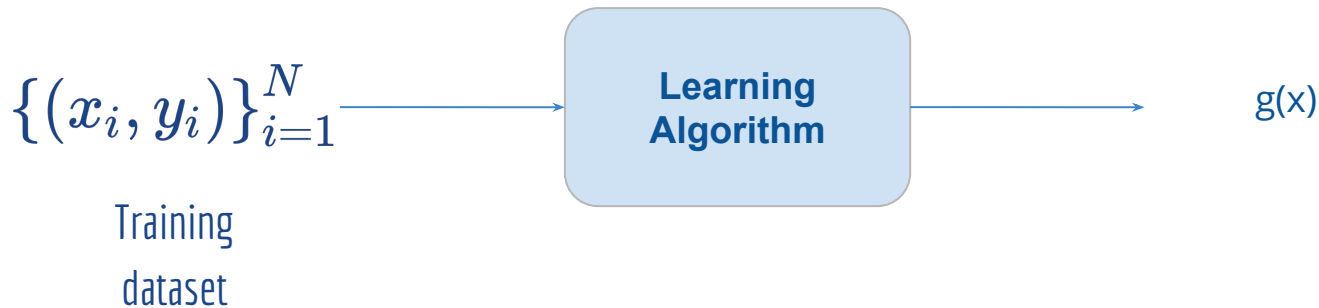 {(x_i, y_i)}_{i=1}^N
Training
dataset
Learning
Algorithm
g(x)